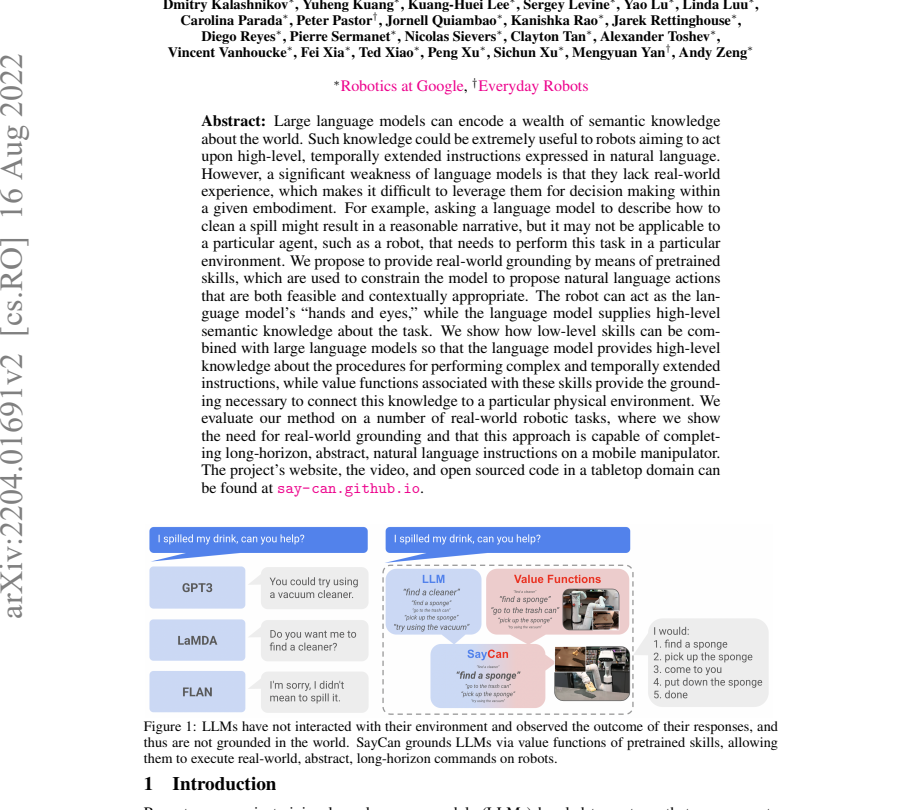 Dmitry Kalashnikov*, Yuheng Kuang*, Kuang-Huei Lee*, Sergey Levine*, Yao Lu*, Linda Luu*,
Carolina Parada*, Peter Pastor†, Jornell Quiambao*, Kanishka Rao*, Jarek Rettinghouse*,
Diego Reyes*, Pierre Sermanet*, Nicolas Sievers*, Clayton Tan*, Alexander Toshev*,
Vincent Vanhoucke*, Fei Xia*, Ted Xiao*, Peng Xu*, Sichun Xu*, Mengyuan Yan†, Andy Zeng*
*Robotics at Google, †Everyday Robots
arXiv:2204.01691v2 [cs.RO] 16 Aug 2022
Abstract: Large language models can encode a wealth of semantic knowledge
about the world. Such knowledge could be extremely useful to robots aiming to act
upon high-level, temporally extended instructions expressed in natural language.
However, a significant weakness of language models is that they lack real-world
experience, which makes it difficult to leverage them for decision making within
a given embodiment. For example, asking a language model to describe how to
clean a spill might result in a reasonable narrative, but it may not be applicable to
a particular agent, such as a robot, that needs to perform this task in a particular
environment. We propose to provide real-world grounding by means of pretrained
skills, which are used to constrain the model to propose natural language actions
that are both feasible and contextually appropriate. The robot can act as the lan-
guage model's “hands and eyes,” while the language model supplies high-level
semantic knowledge about the task. We show how low-level skills can be com-
bined with large language models so that the language model provides high-level
knowledge about the procedures for performing complex and temporally extended
instructions, while value functions associated with these skills provide the ground-
ing necessary to connect this knowledge to a particular physical environment. We
evaluate our method on a number of real-world robotic tasks, where we show
the need for real-world grounding and that this approach is capable of complet-
ing long-horizon, abstract, natural language instructions on a mobile manipulator.
The project's website, the video, and open sourced code in a tabletop domain can
be found at say-can.github.io.
I spilled my drink, can you help?
GPT3
You could try using
a vacuum cleaner.
LaMDA
Do you want me to
find a cleaner?
FLAN
I'm sorry, I didn't
mean to spill it.
I spilled my drink, can you help?
LLM
"find a cleaner"
"find a sponge"
"go to the trash can"
"pick up the sponge"
"try using the vacuum"
Value Functions
"find a cleaner"
"find a sponge"
"go to the trash can"
"pick up the sponge"
"try using the vacuum"
SayCan
"find a cleaner"
"find a sponge"
"go to the trash can"
"pick up the sponge"
"try using the vacuum"
I would:
1. find a sponge
2. pick up the sponge
3. come to you
4. put down the sponge
5. done
Figure 1: LLMs have not interacted with their environment and observed the outcome of their responses, and
thus are not grounded in the world. SayCan grounds LLMs via value functions of pretrained skills, allowing
them to execute real-world, abstract, long-horizon commands on robots.
1 Introduction